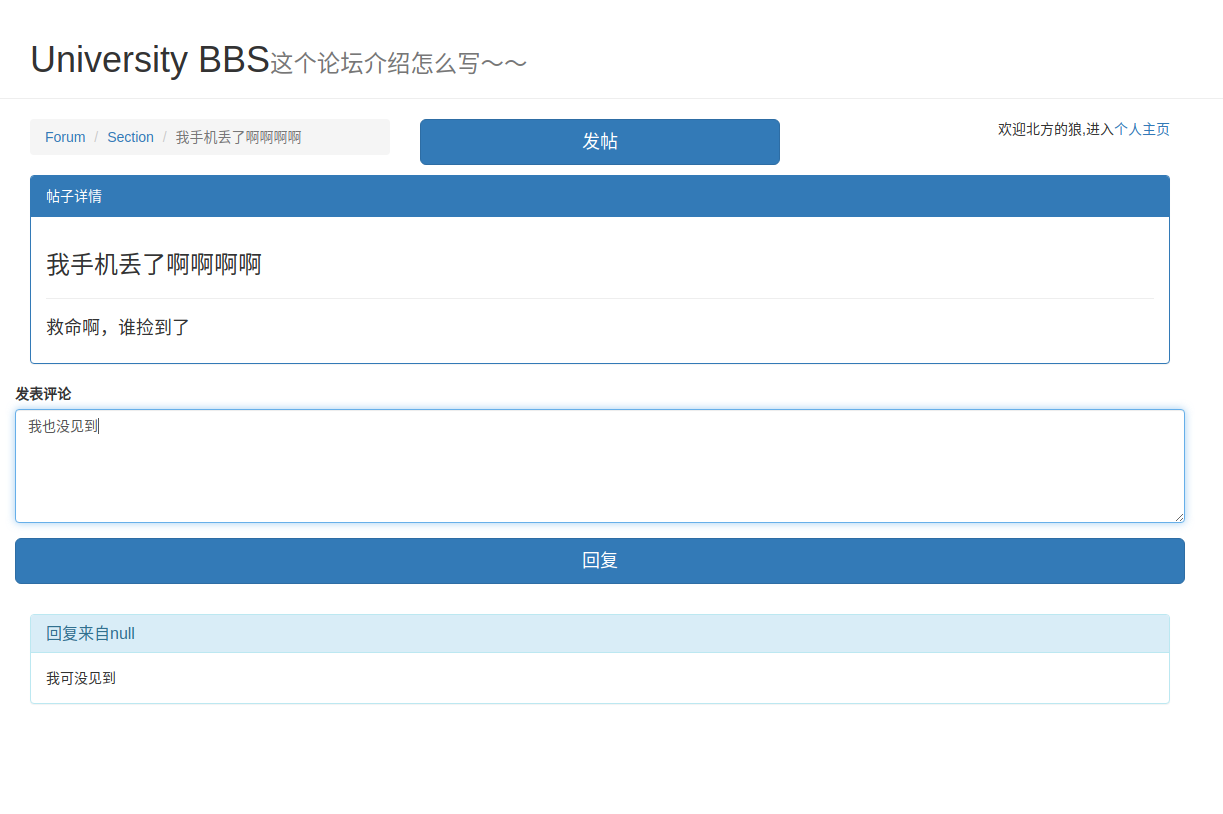 University BBS这个论坛介绍怎么写～～
Forum / Section / 我手机丢了啊啊啊啊
发帖
欢迎北方的狼,进入个人主页
帖子详情
我手机丢了啊啊啊啊
救命啊，谁捡到了
发表评论
我也没见到
回复
回复来自null
我可没见到